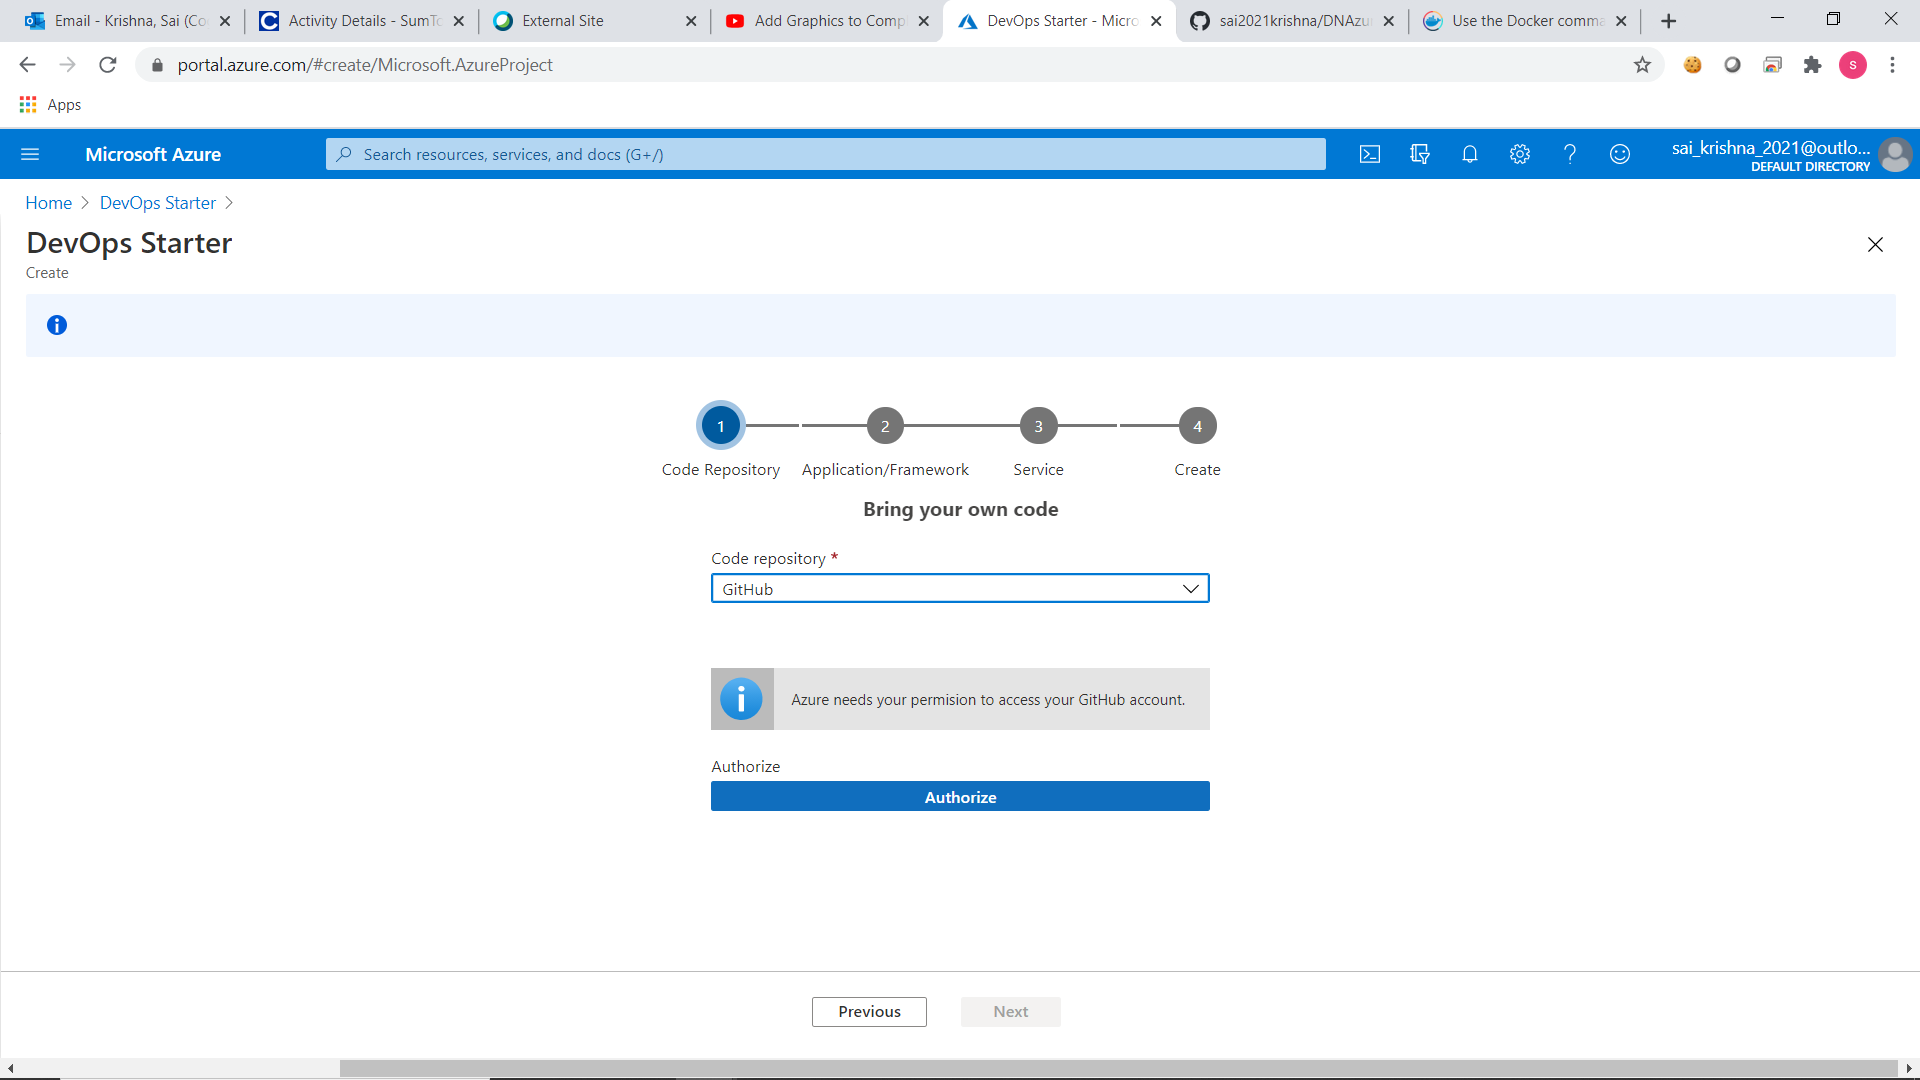 Email - Krishna, Sai (Co
Activity Details - SumTo
External Site
Add Graphics to Comp
DevOps Starter - Micro
sai2021krishna/DNAzu
Use the Docker comma
portal.azure.com/#create/Microsoft.AzureProject
S
Apps
Microsoft Azure
Search resources, services, and docs (G+/)
sai_krishna_2021@outlo...
DEFAULT DIRECTORY
Home > DevOps Starter >
DevOps Starter
Create
1
2
3
4
Code Repository
Application/Framework
Service
Create
Bring your own code
Code repository *
GitHub
Azure needs your permision to access your GitHub account.
Authorize
Authorize
Previous
Next